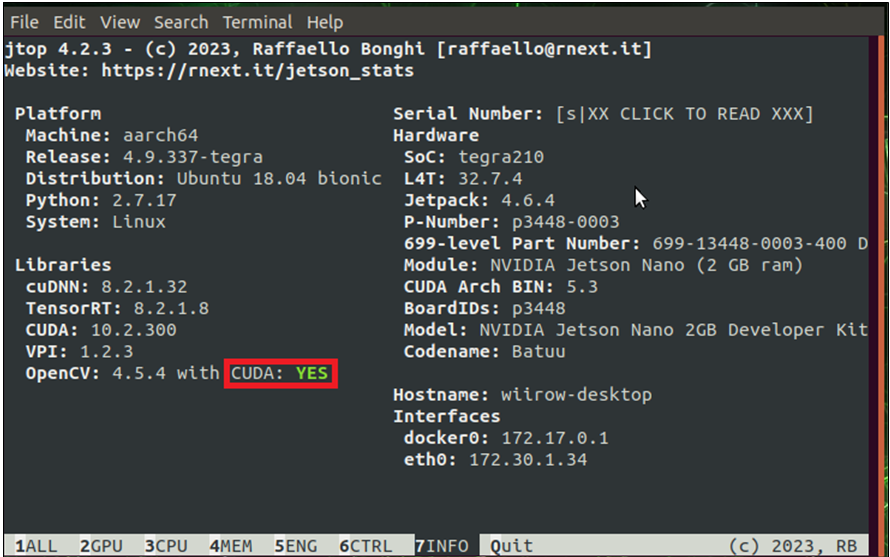 File Edit View Search Terminal Help
jtop 4.2.3 - (c) 2023, Raffaello Bonghi [raffaello@rnext.it]
Website: https://rnext.it/jetson_stats
Platform
Machine: aarch64
Release: 4.9.337-tegra
Distribution: Ubuntu 18.04 bionic
Python: 2.7.17
System: Linux
Libraries
cuDNN: 8.2.1.32
TensorRT: 8.2.1.8
CUDA: 10.2.300
VPI: 1.2.3
OpenCV: 4.5.4 with CUDA: YES
Serial Number: [s|XX CLICK TO READ XXX]
Hardware
SoC: tegra210
L4T: 32.7.4
Jetpack: 4.6.4
P-Number: p3448-0003
699-level Part Number: 699-13448-0003-400 D
Module: NVIDIA Jetson Nano (2 GB ram)
CUDA Arch BIN: 5.3
BoardIDs: p3448
Model: NVIDIA Jetson Nano 2GB Developer Kit
Codename: Batuu
Hostname: wiirow-desktop
Interfaces
docker0: 172.17.0.1
eth0: 172.30.1.34
1ALL 2GPU 3CPU 4MEM 5ENG 6CTRL 7INFO Quit (c) 2023, RB